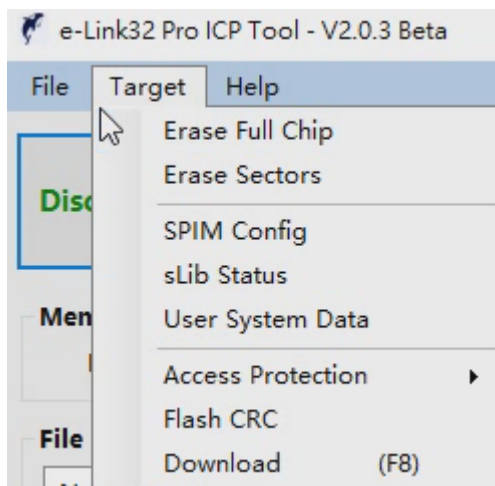 e-Link32 Pro ICP Tool - V2.0.3 Beta
File Target Help
Erase Full Chip
Erase Sectors
SPIM Config
sLib Status
User System Data
Access Protection
Flash CRC
File
Download (F8)